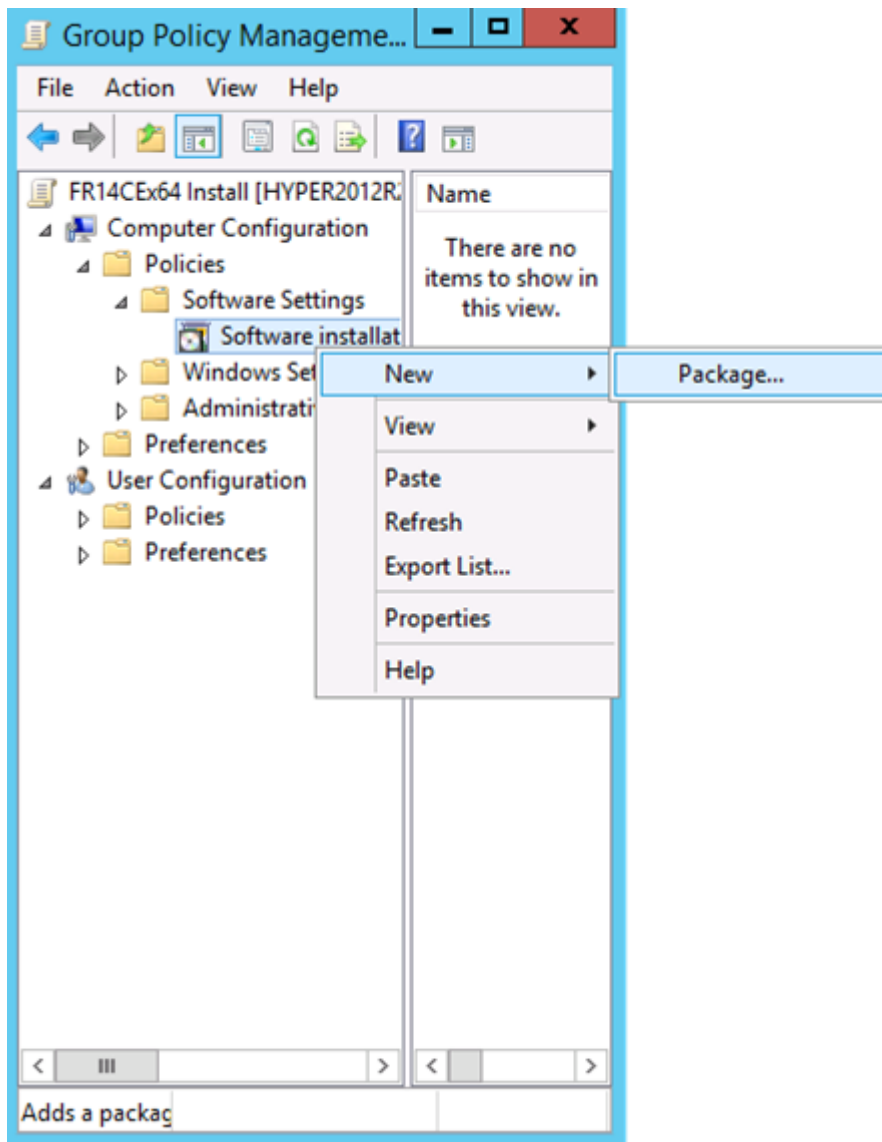 Group Policy Manageme...
File Action View Help
FR14CEx64 Install [HYPER2012R2
Name
Computer Configuration
There are no
items to show in
this view.
Policies
Software Settings
Software installat
Windows Set
Administrati
Preferences
User Configuration
Policies
Preferences
New
Package...
View
Paste
Refresh
Export List...
Properties
Help
Adds a packag